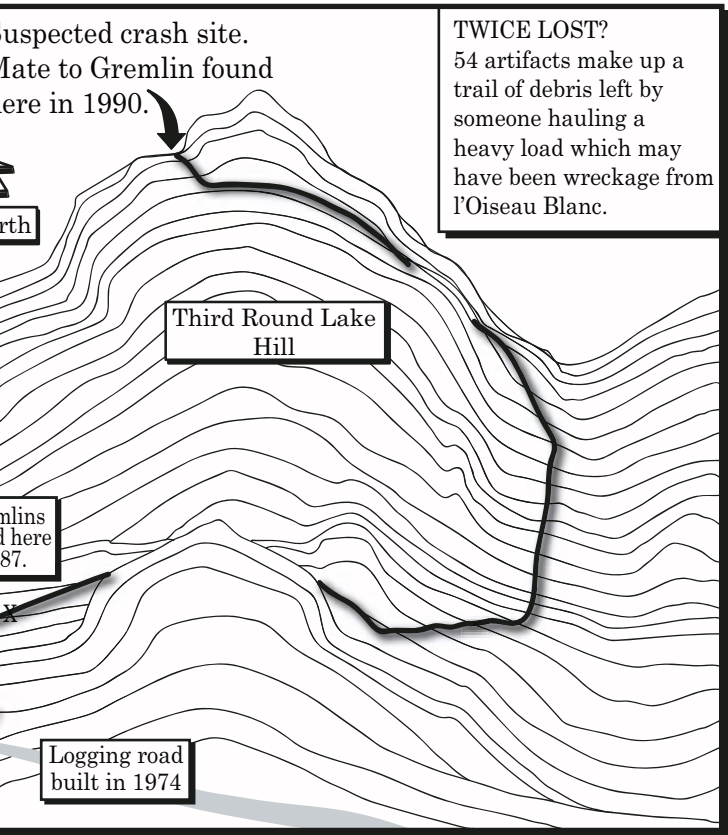 Suspected crash site.
Mate to Gremlin found
here in 1990.
TWICE LOST?
54 artifacts make up a
trail of debris left by
someone hauling a
heavy load which may
have been wreckage from
l'Oiseau Blanc.
rth
Third Round Lake
Hill
mlins
d here
87.
x
Logging road
built in 1974